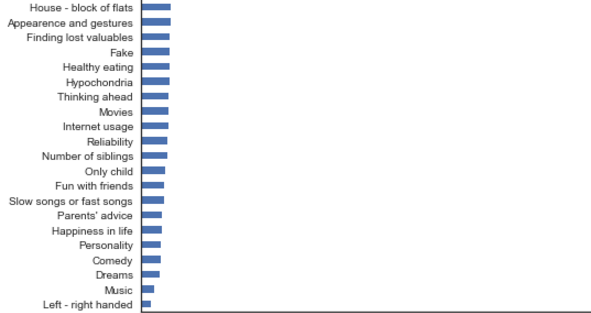 House - block of flats
Appearence and gestures
Finding lost valuables
Fake
Healthy eating
Hypochondria
Thinking ahead
Movies
Internet usage
Reliability
Number of siblings
Only child
Fun with friends
Slow songs or fast songs
Parents' advice
Happiness in life
Personality
Comedy
Dreams
Music
Left - right handed